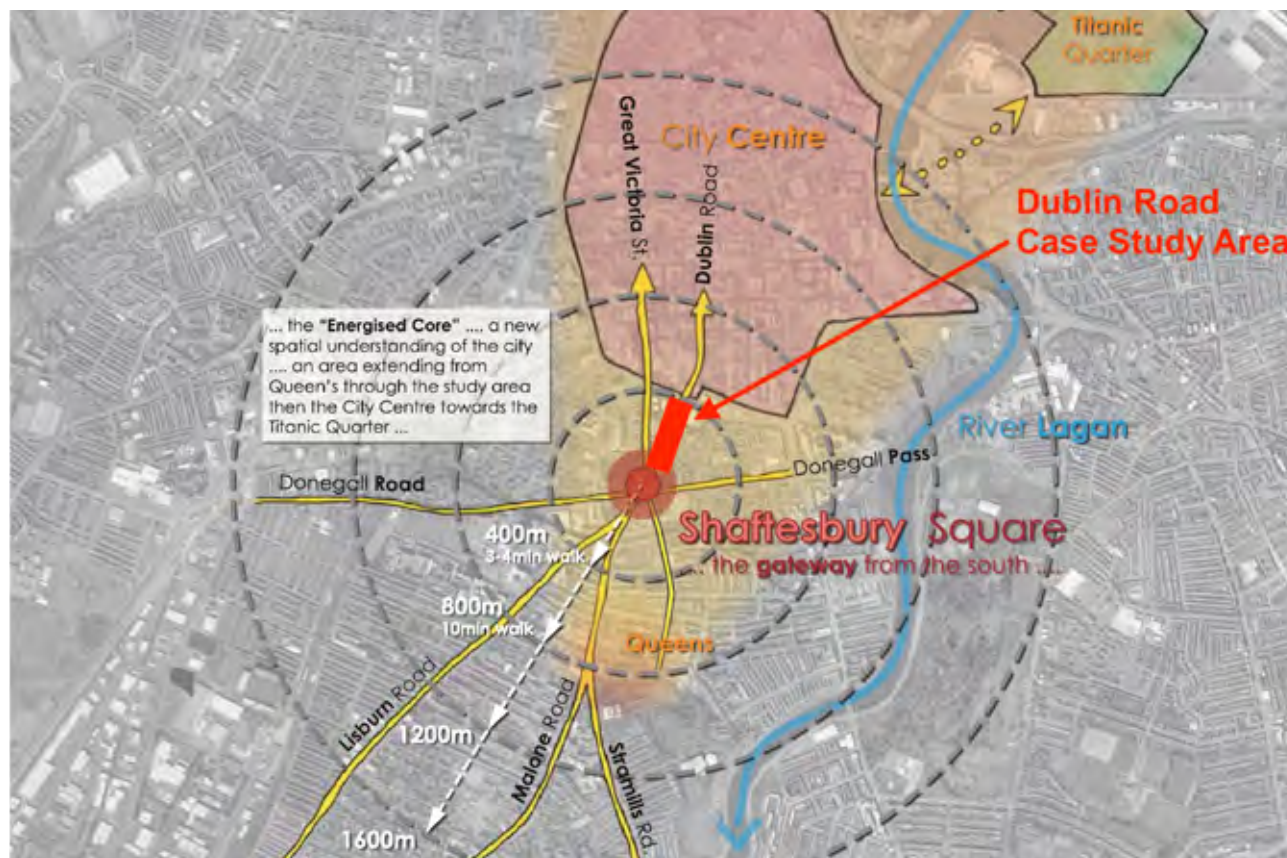 Titanic
Quarter
City Centre
Great Victoria St.
Dublin Road
Dublin Road
Case Study Area
... the "Energised Core" .... a new
spatial understanding of the city
.... an area extending from
Queen's through the study area
then the City Centre towards the
Titanic Quarter ...
River Lagan
Donegall Road
Donegall Pass
Shaftesbury Square
.... the gateway from the south ....
400m
3-4min walk
800m
10min walk
Queens
Lisburn Road
1200m
Malone Road
Stramills Rd.
1600m